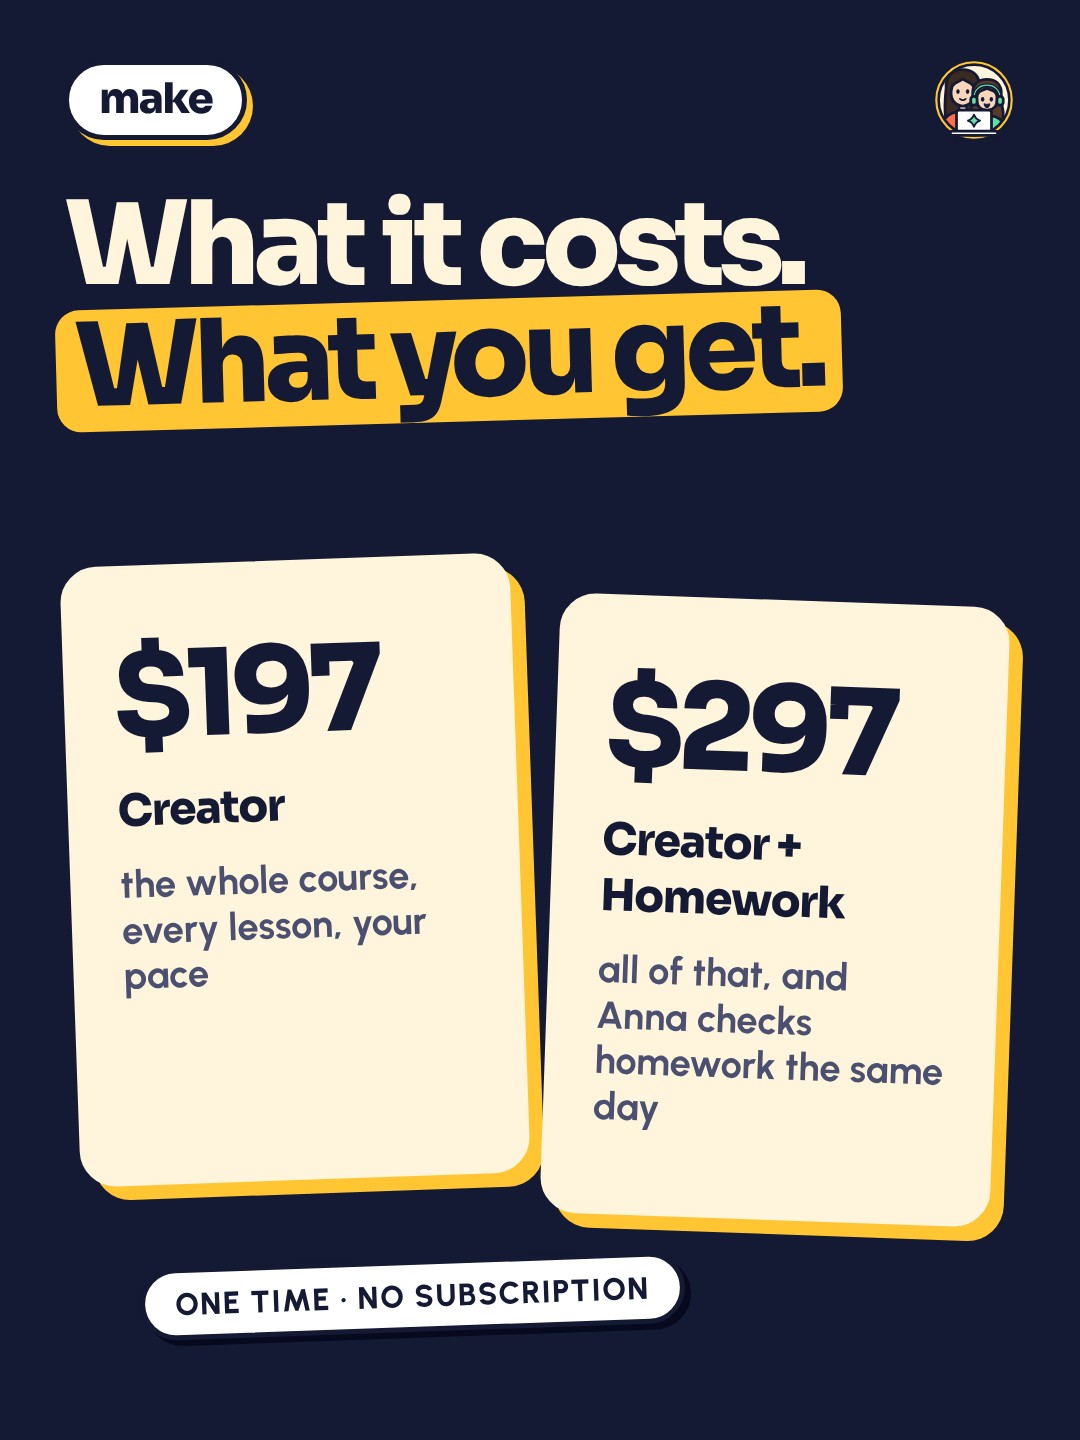 make
What it costs.
What you get.
$197
Creator
the whole course,
every lesson, your
pace
$297
Creator +
Homework
all of that, and
Anna checks
homework the same
day
ONE TIME · NO SUBSCRIPTION